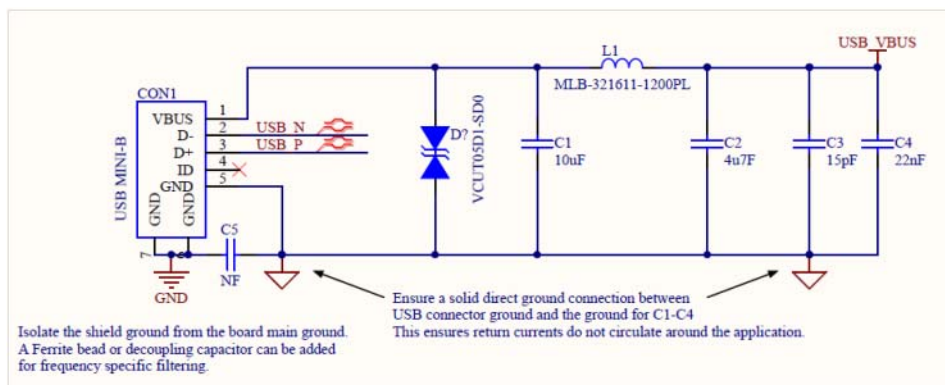 USB_VBUS
L1
MLB-321611-1200PL
CON1
USB MINI-B
VBUS 1
D- 2 USB_N
D+ 3 USB_P
ID 4
GND 5
GND
GND
7
6
GND
C5
NF
D?
VCUT05D1-SD0
C1
10uF
C2
4u7F
C3
15pF
C4
22nF
Ensure a solid direct ground connection between
USB connector ground and the ground for C1-C4
This ensures return currents do not circulate around the application.
Isolate the shield ground from the board main ground.
A Ferrite bead or decoupling capacitor can be added
for frequency specific filtering.